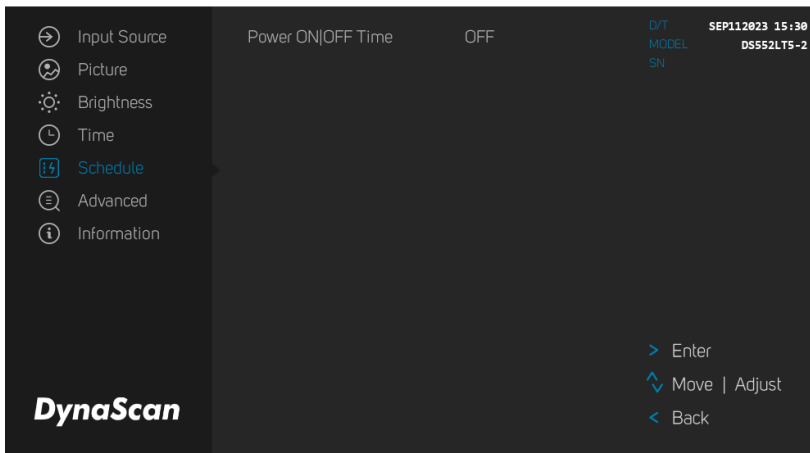 Input Source
Picture
Brightness
Time
Schedule
Advanced
Information
DynaScan
Power ON|OFF Time OFF
D/T SEP112023 15:30
MODEL DS552LT5-2
SN
> Enter
Move | Adjust
< Back